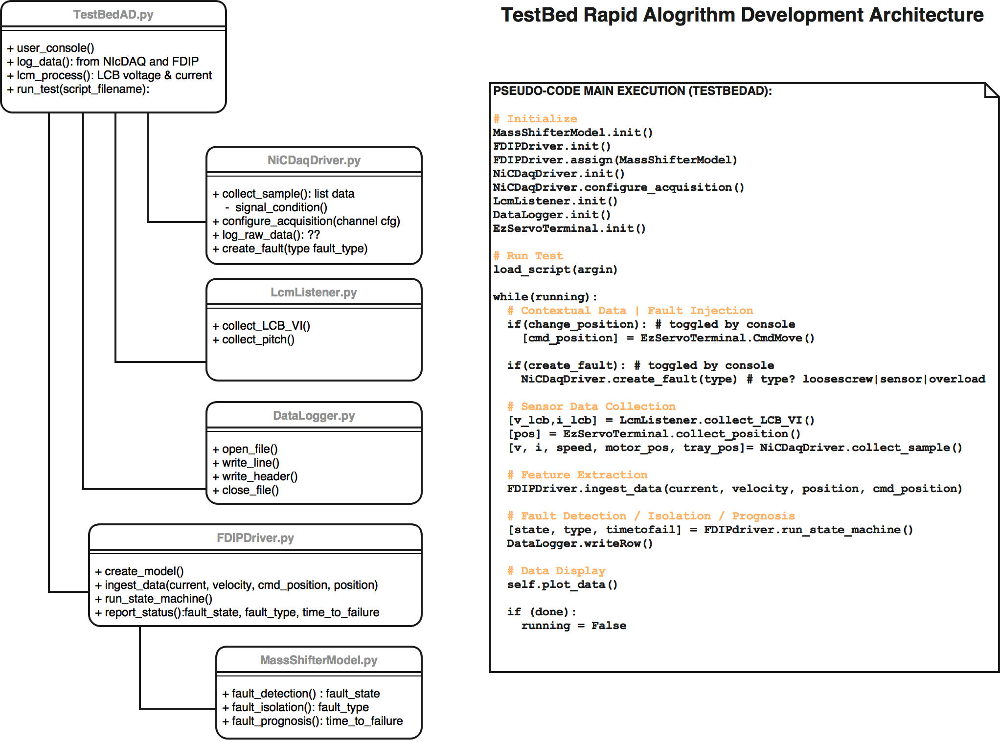 TestBed Rapid Alogrithm Development Architecture
TestBedAD.py
+ user_console()
+ log_data(): from NIcDAQ and FDIP
+ lcm_process(): LCB voltage & current
+ run_test(script_filename):
NiCDaqDriver.py
+ collect_sample(): list data
- signal_condition()
+ configure_acquisition(channel cfg)
+ log_raw_data(): ??
+ create_fault(type fault_type)
LcmListener.py
+ collect_LCB_VI()
+ collect_pitch()
DataLogger.py
+ open_file()
+ write_line()
+ write_header()
+ close_file()
FDIPDriver.py
+ create_model()
+ ingest_data(current, velocity, cmd_position, position)
+ run_state_machine()
+ report_status():fault_state, fault_type, time_to_failure
MassShifterModel.py
+ fault_detection() : fault_state
+ fault_isolation(): fault_type
+ fault_prognosis(): time_to_failure
PSEUDO-CODE MAIN EXECUTION (TESTBEDAD):
# Initialize
MassShifterModel.init()
FDIPDriver.init()
FDIPDriver.assign(MassShifterModel)
NiCDaqDriver.init()
NiCDaqDriver.configure_acquisition()
LcmListener.init()
DataLogger.init()
EzServoTerminal.init()
# Run Test
load_script(argin)
while(running):
# Contextual Data | Fault Injection
if(change_position): # toggled by console
[cmd_position] = EzServoTerminal.CmdMove()
if(create_fault): # toggled by console
NiCDaqDriver.create_fault(type) # type? loosescrew|sensor|overload
# Sensor Data Collection
[v_lcb,i_lcb] = LcmListener.collect_LCB_VI()
[pos] = EzServoTerminal.collect_position()
[v, i, speed, motor_pos, tray_pos]= NiCDaqDriver.collect_sample()
# Feature Extraction
FDIPDriver.ingest_data(current, velocity, position, cmd_position)
# Fault Detection / Isolation / Prognosis
[state, type, timetofail] = FDIPdriver.run_state_machine()
DataLogger.writeRow()
# Data Display
self.plot_data()
if (done):
running = False